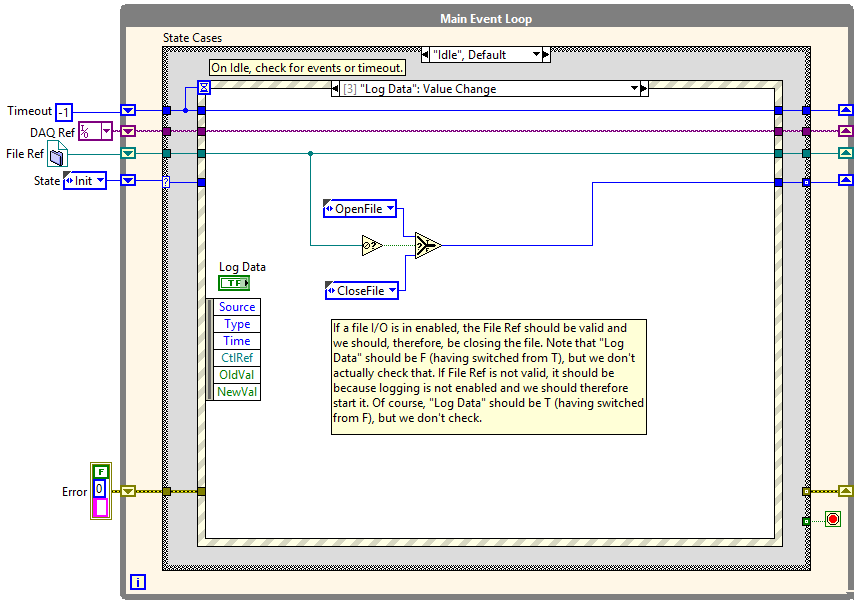 Main Event Loop
State Cases
"Idle", Default
On Idle, check for events or timeout.
[3] "Log Data": Value Change
Timeout
-1
DAQ Ref
I/0
File Ref
State
Init
?
OpenFile
?
?
T
F
CloseFile
Log Data
TF
Source
Type
Time
CtlRef
OldVal
NewVal
If a file I/O is in enabled, the File Ref should be valid and
we should, therefore, be closing the file. Note that "Log
Data" should be F (having switched from T), but we don't
actually check that. If File Ref is not valid, it should be
because logging is not enabled and we should therefore
start it. Of course, "Log Data" should be T (having switched
from F), but we don't check.
Error
F
0
i